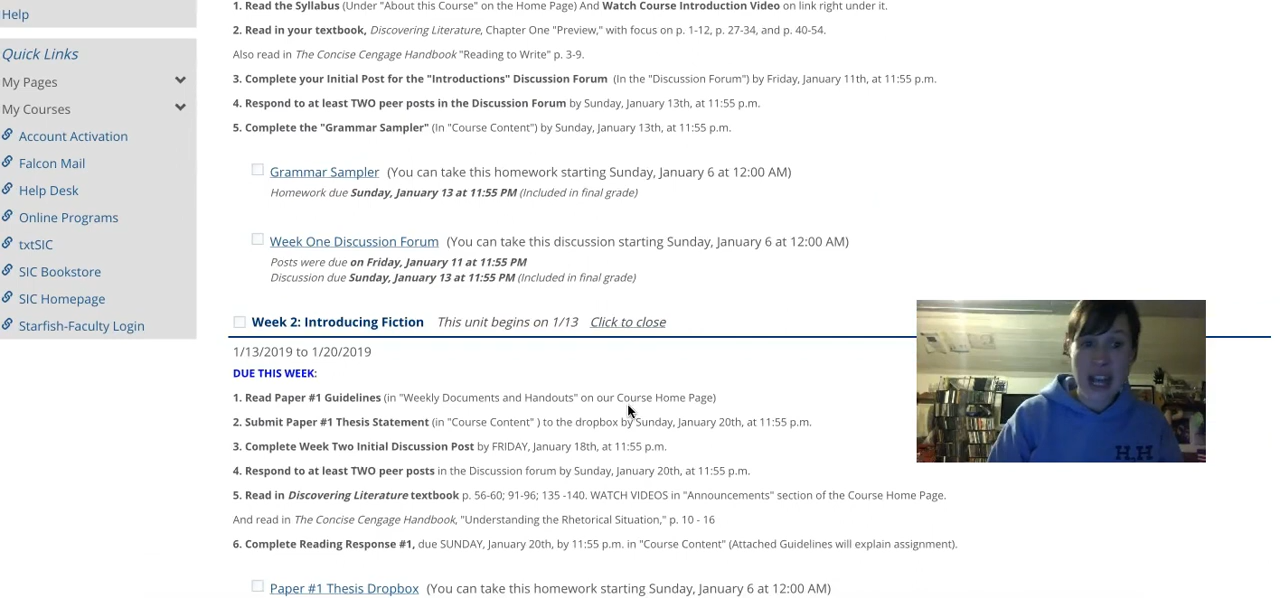 Help
Quick Links
My Pages
My Courses
Account Activation
Falcon Mail
Help Desk
Online Programs
txtSIC
SIC Bookstore
SIC Homepage
Starfish-Faculty Login
1. Read the Syllabus (Under "About this Course" on the Home Page) And Watch Course Introduction Video on link right under it.
2. Read in your textbook, Discovering Literature, Chapter One "Preview," with focus on p. 1-12, p. 27-34, and p. 40-54.
Also read in The Concise Cengage Handbook "Reading to Write" p. 3-9.
3. Complete your Initial Post for the "Introductions" Discussion Forum (In the "Discussion Forum") by Friday, January 11th, at 11:55 p.m.
4. Respond to at least TWO peer posts in the Discussion Forum by Sunday, January 13th, at 11:55 p.m.
5. Complete the "Grammar Sampler" (In "Course Content") by Sunday, January 13th, at 11:55 p.m.
Grammar Sampler (You can take this homework starting Sunday, January 6 at 12:00 AM)
Homework due Sunday, January 13 at 11:55 PM (Included in final grade)
Week One Discussion Forum (You can take this discussion starting Sunday, January 6 at 12:00 AM)
Posts were due on Friday, January 11 at 11:55 PM
Discussion due Sunday, January 13 at 11:55 PM (Included in final grade)
Week 2: Introducing Fiction This unit begins on 1/13 Click to close
1/13/2019 to 1/20/2019
DUE THIS WEEK:
1. Read Paper #1 Guidelines (in "Weekly Documents and Handouts" on our Course Home Page)
2. Submit Paper #1 Thesis Statement (in "Course Content" ) to the dropbox by Sunday, January 20th, at 11:55 p.m.
3. Complete Week Two Initial Discussion Post by FRIDAY, January 18th, at 11:55 p.m.
4. Respond to at least TWO peer posts in the Discussion forum by Sunday, January 20th, at 11:55 p.m.
5. Read in Discovering Literature textbook p. 56-60; 91-96; 135 -140. WATCH VIDEOS in "Announcements" section of the Course Home Page.
And read in The Concise Cengage Handbook, "Understanding the Rhetorical Situation," p. 10 - 16
6. Complete Reading Response #1, due SUNDAY, January 20th, by 11:55 p.m. in "Course Content" (Attached Guidelines will explain assignment).
Paper #1 Thesis Dropbox (You can take this homework starting Sunday, January 6 at 12:00 AM)
H.H